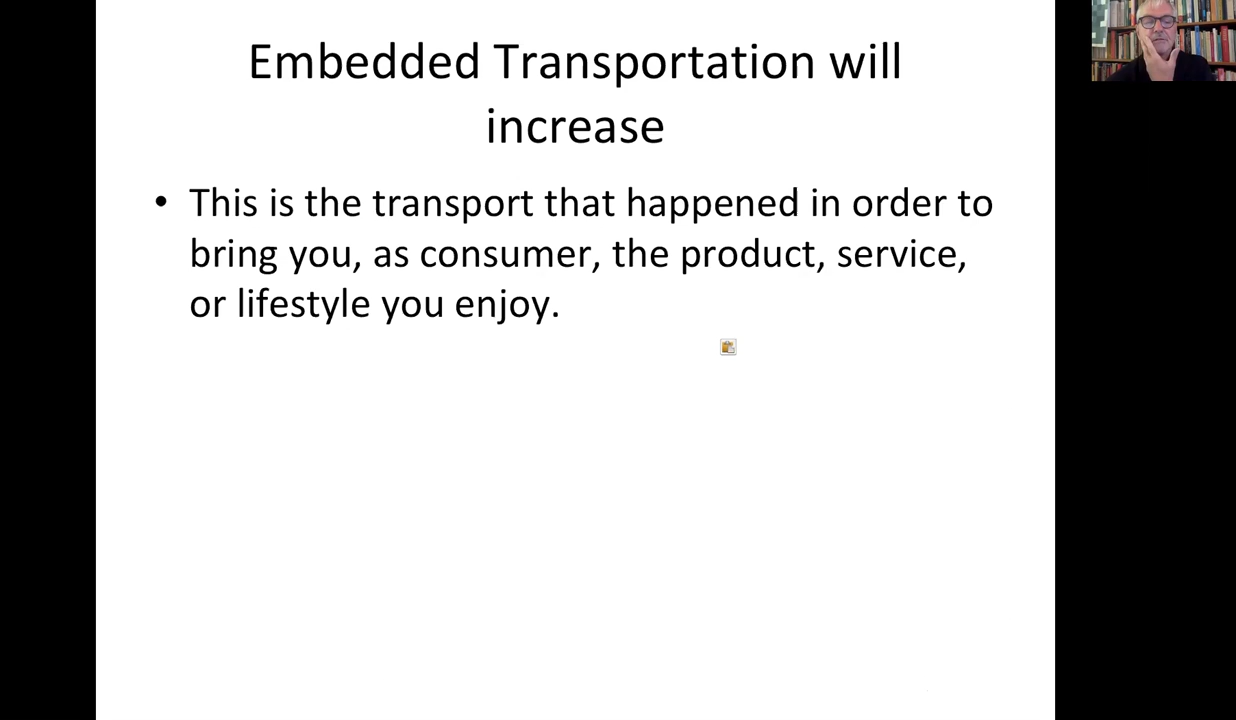 Embedded Transportation will
increase
• This is the transport that happened in order to
bring you, as consumer, the product, service,
or lifestyle you enjoy.